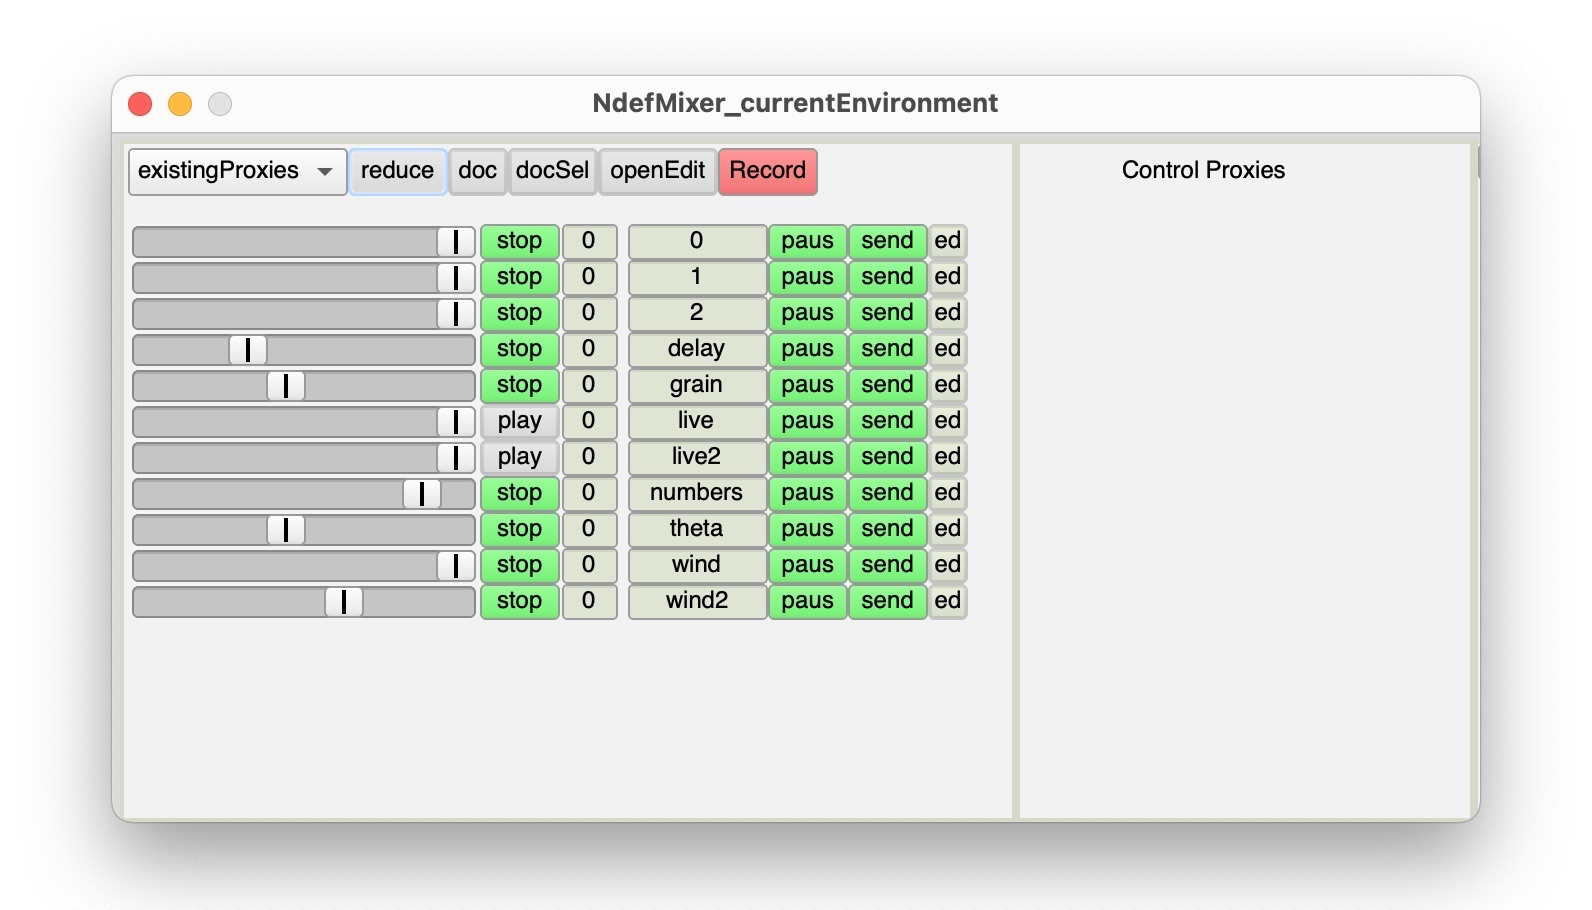 NdefMixer_currentEnvironment
existingProxies reduce doc docSel openEdit Record Control Proxies
stop 0 0 paus send ed
stop 0 1 paus send ed
stop 0 2 paus send ed
stop 0 delay paus send ed
stop 0 grain paus send ed
play 0 live paus send ed
play 0 live2 paus send ed
stop 0 numbers paus send ed
stop 0 theta paus send ed
stop 0 wind paus send ed
stop 0 wind2 paus send ed